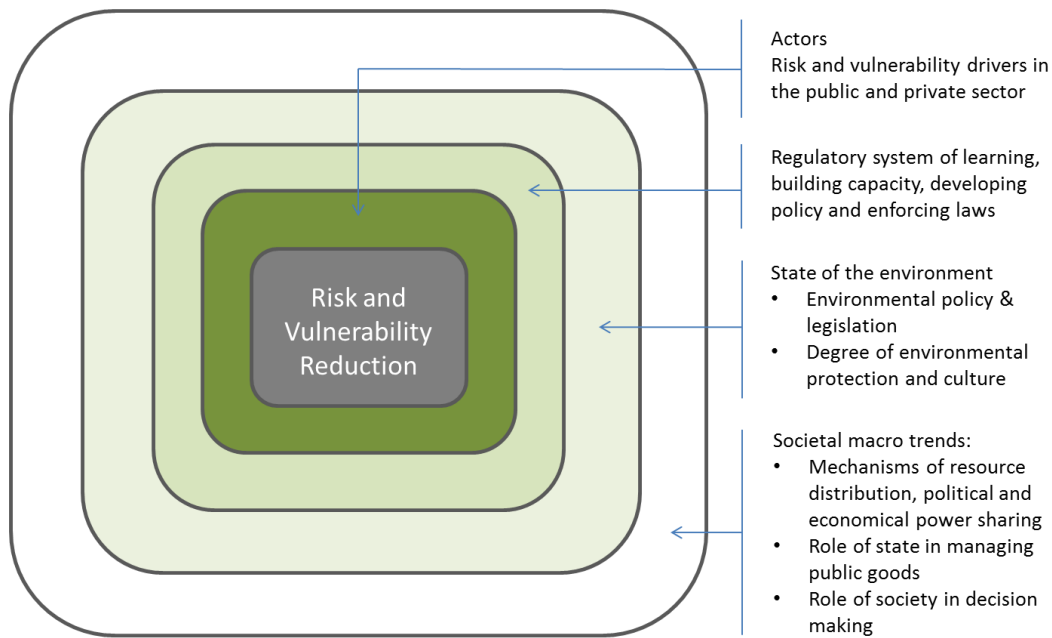 Risk and
Vulnerability
Reduction
Actors
Risk and vulnerability drivers in
the public and private sector
Regulatory system of learning,
building capacity, developing
policy and enforcing laws
State of the environment
• Environmental policy &
legislation
• Degree of environmental
protection and culture
Societal macro trends:
• Mechanisms of resource
distribution, political and
economical power sharing
• Role of state in managing
public goods
• Role of society in decision
making